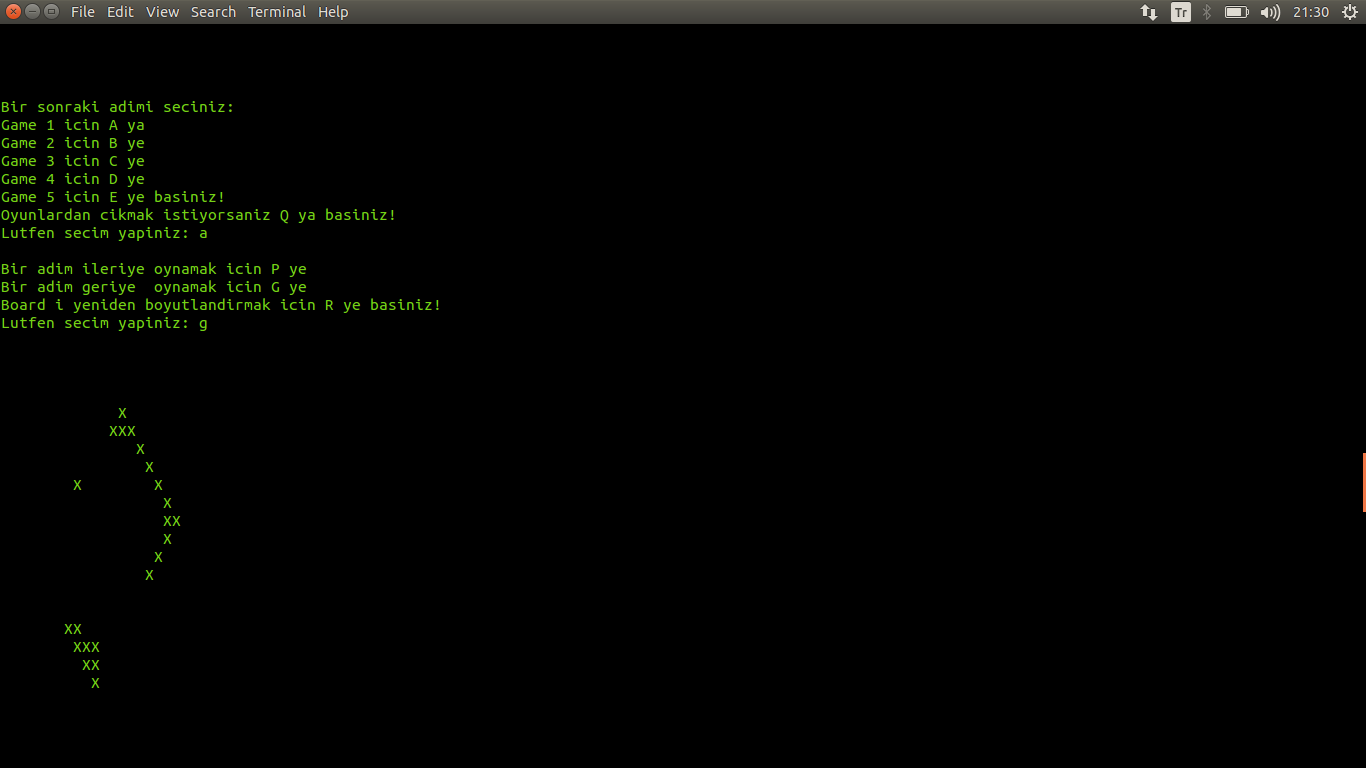 File Edit View Search Terminal Help Tr 21:30
Bir sonraki adimi seciniz:
Game 1 icin A ya
Game 2 icin B ye
Game 3 icin C ye
Game 4 icin D ye
Game 5 icin E ye basiniz!
Oyunlardan cikmak istiyorsaniz Q ya basiniz!
Lutfen secim yapiniz: a
Bir adim ileriye oynamak icin P ye
Bir adim geriye  oynamak icin G ye
Board i yeniden boyutlandirmak icin R ye basiniz!
Lutfen secim yapiniz: g
             X
            XXX
               X
                X
        X        X
                  X
                  XX
                  X
                 X
                X
       XX
        XXX
         XX
          X